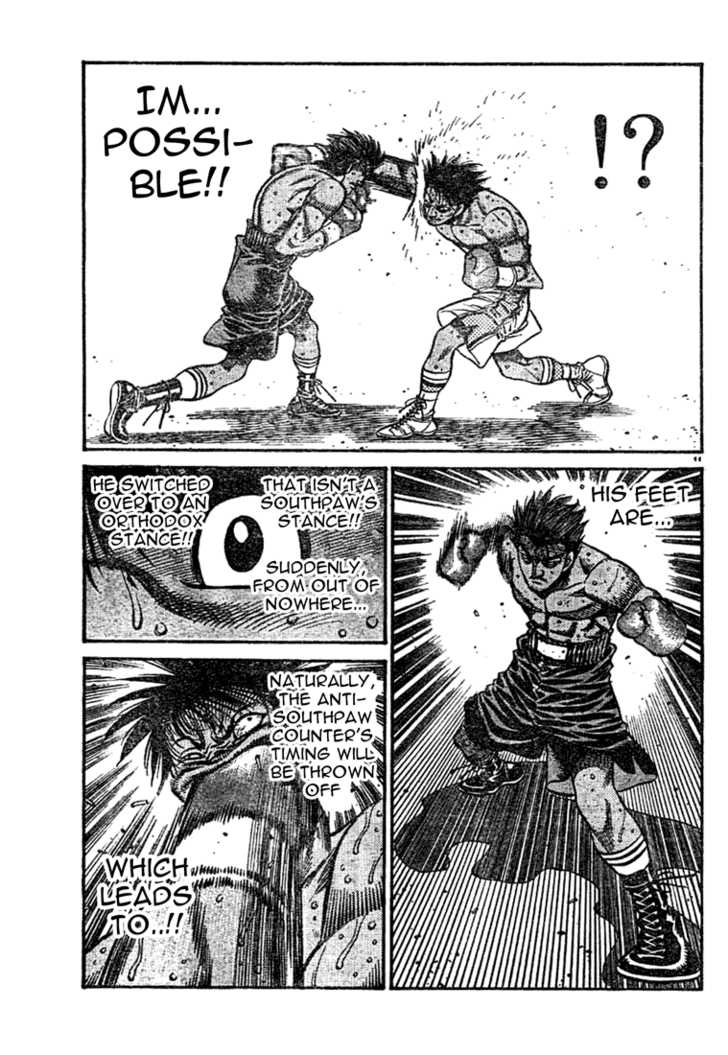 IM...
POSSI-
BLE!!
!?
HIS FEET
ARE...
THAT ISN'T A
SOUTHPAW'S
STANCE!!
SUDDENLY,
FROM OUT OF
NOWHERE...
HE SWITCHED
OVER TO AN
ORTHODOX
STANCE!!
NATURALLY,
THE ANTI-
SOUTHPAW
COUNTER'S
TIMING WILL
BE THROWN
OFF
WHICH
LEADS
TO..!!